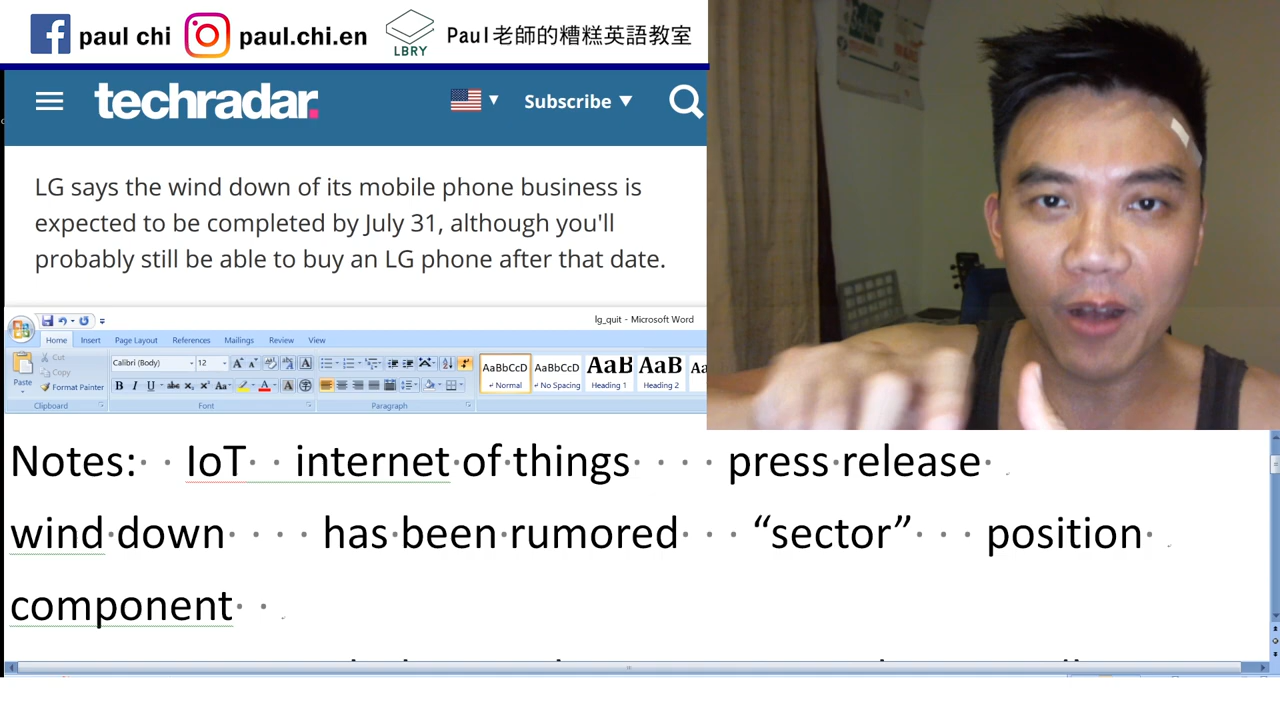 paul chi paul.chi.en LBRY Paul老師的糟糕英語教室
techradar. Subscribe
LG says the wind down of its mobile phone business is
expected to be completed by July 31, although you'll
probably still be able to buy an LG phone after that date.
lg_quit - Microsoft Word
Home Insert Page Layout References Mailings Review View
Paste Cut Copy Format Painter
Calibri (Body) 12
AaBbCcD AaBbCcD AaB AaB
Normal No Spacing Heading 1 Heading 2
Clipboard Font Paragraph
Notes: IoT internet of things press release
wind down has been rumored “sector” position
component